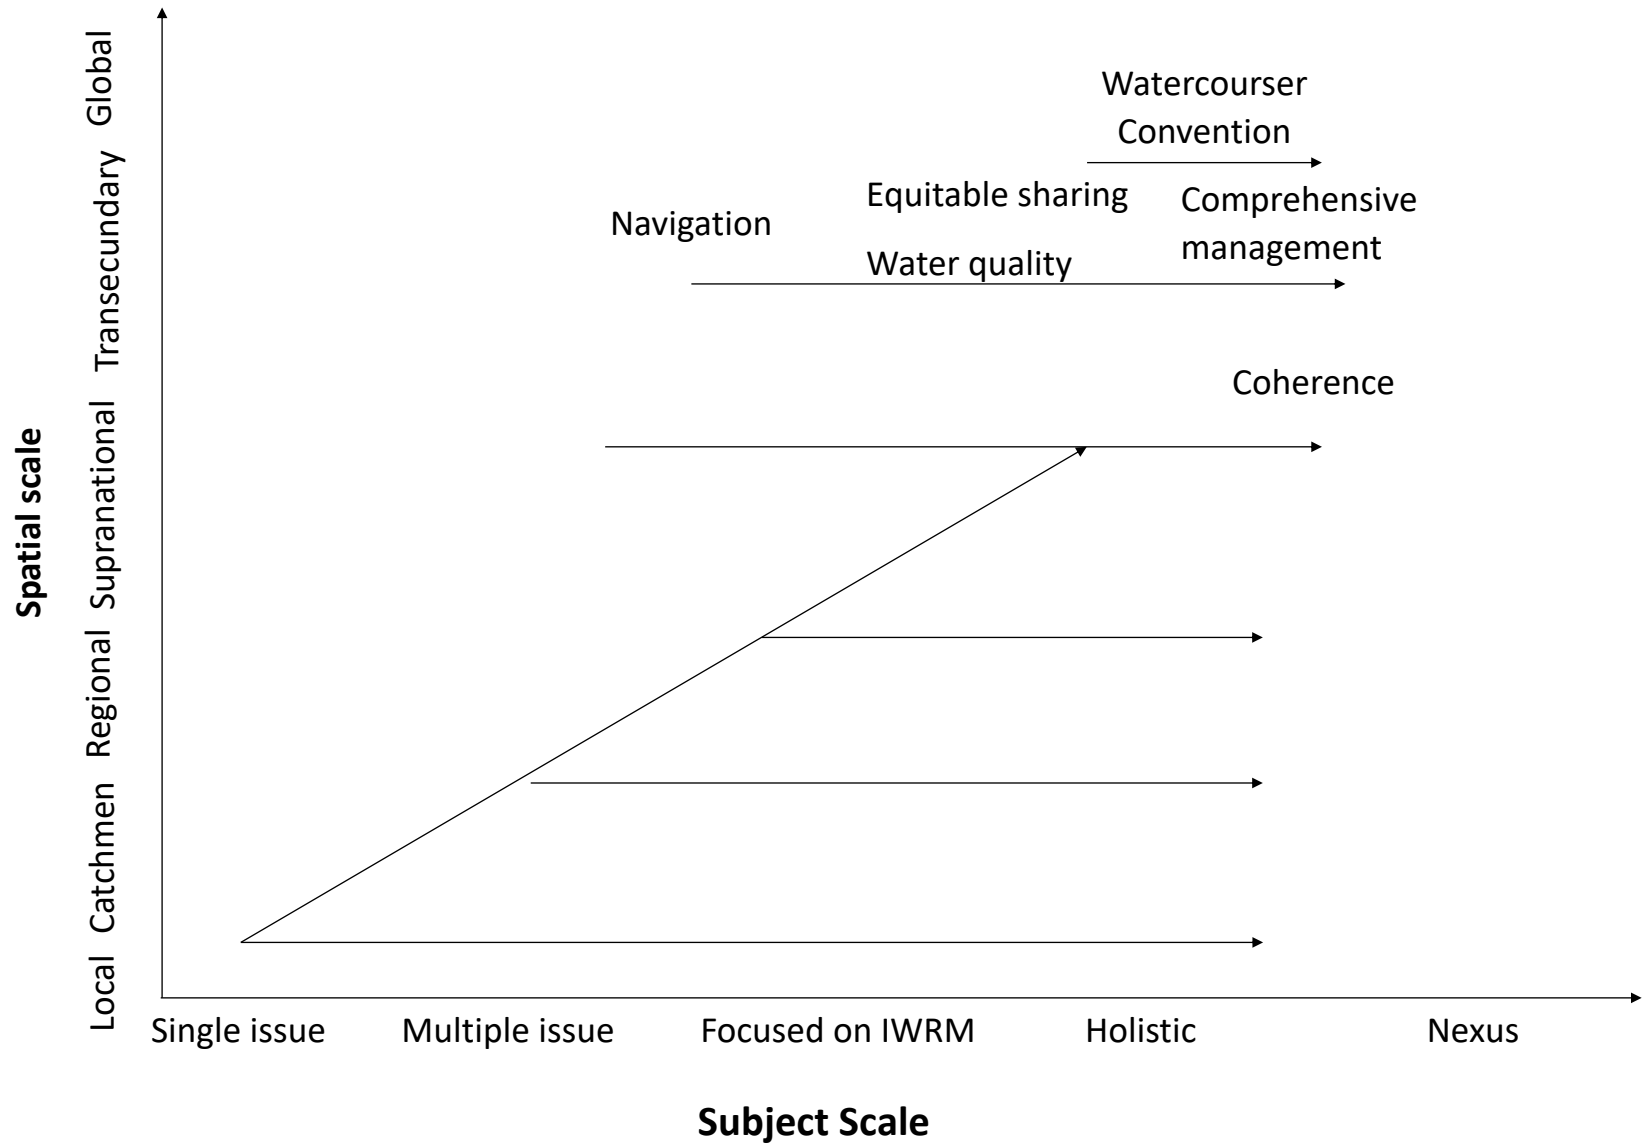 Watercourser
Convention
Equitable sharing
Comprehensive
management
Navigation
Water quality
Coherence
Spatial scale
Global
Transecundary
Supranational
Regional
Catchmen
Local
Single issue
Multiple issue
Focused on IWRM
Holistic
Nexus
Subject Scale